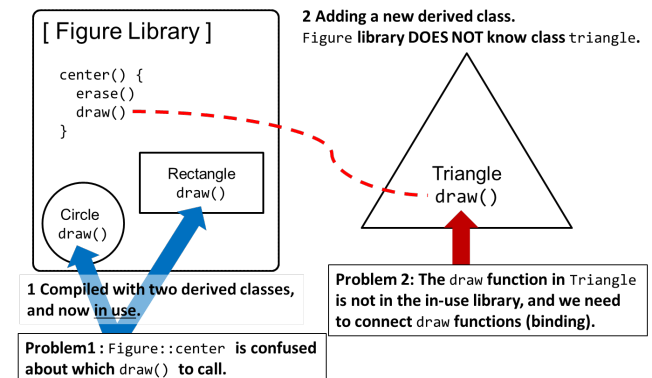 [ Figure Library ]
center() {
erase()
draw()
}
Rectangle
draw()
Circle
draw()
1 Compiled with two derived classes,
and now in use.
Problem1 : Figure::center is confused
about which draw() to call.
2 Adding a new derived class.
Figure library DOES NOT know class triangle.
Triangle
draw()
Problem 2: The draw function in Triangle
is not in the in-use library, and we need
to connect draw functions (binding).